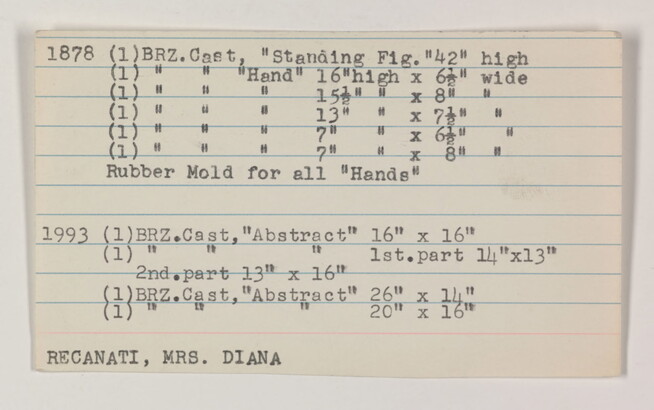 1878 (1)BRZ.Cast, "Standing Fig."42" high
(1) " " "Hand" 16"high x 6½" wide
(1) " " " 15½" " x 8" "
(1) " " " 13" " x 7½" "
(1) " " " 7" " x 6½" "
(1) " " " 7" " x 8" "
Rubber Mold for all "Hands"
1993 (1)BRZ.Cast,"Abstract" 16" x 16"
(1) " " " 1st.part 14"x13"
2nd.part 13" x 16"
(1)BRZ.Cast,"Abstract" 26" x 14"
(1) " " " 20" x 16"
RECANATI, MRS. DIANA